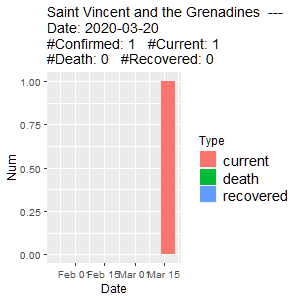 Saint Vincent and the Grenadines  ---
Date: 2020-03-20
#Confirmed: 1   #Current: 1
#Death: 0   #Recovered: 0
1.00
0.75
0.50
0.25
0.00
Num
Feb 01 Feb 15 Mar 01 Mar 15
Date
Type
current
death
recovered